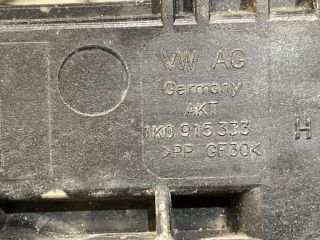 VW AG
Germany
AKT
1K0 915 333 H
>PP GF30<